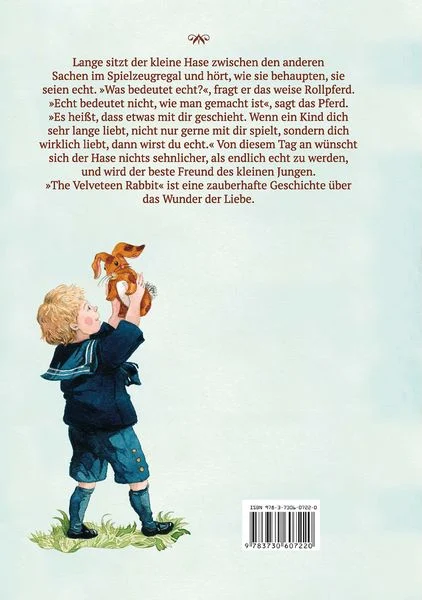 Lange sitzt der kleine Hase zwischen den anderen
Sachen im Spielzeugregal und hört, wie sie behaupten, sie
seien echt. »Was bedeutet echt?«, fragt er das weise Rollpferd.
»Echt bedeutet nicht, wie man gemacht ist«, sagt das Pferd.
»Es heißt, dass etwas mit dir geschieht. Wenn ein Kind dich
sehr lange liebt, nicht nur gerne mit dir spielt, sondern dich
wirklich liebt, dann wirst du echt.« Von diesem Tag an wünscht
sich der Hase nichts sehnlicher, als endlich echt zu werden,
und wird der beste Freund des kleinen Jungen.
»The Velveteen Rabbit« ist eine zauberhafte Geschichte über
das Wunder der Liebe.
ISBN 978-3-7306-0722-0
9 783730 607220